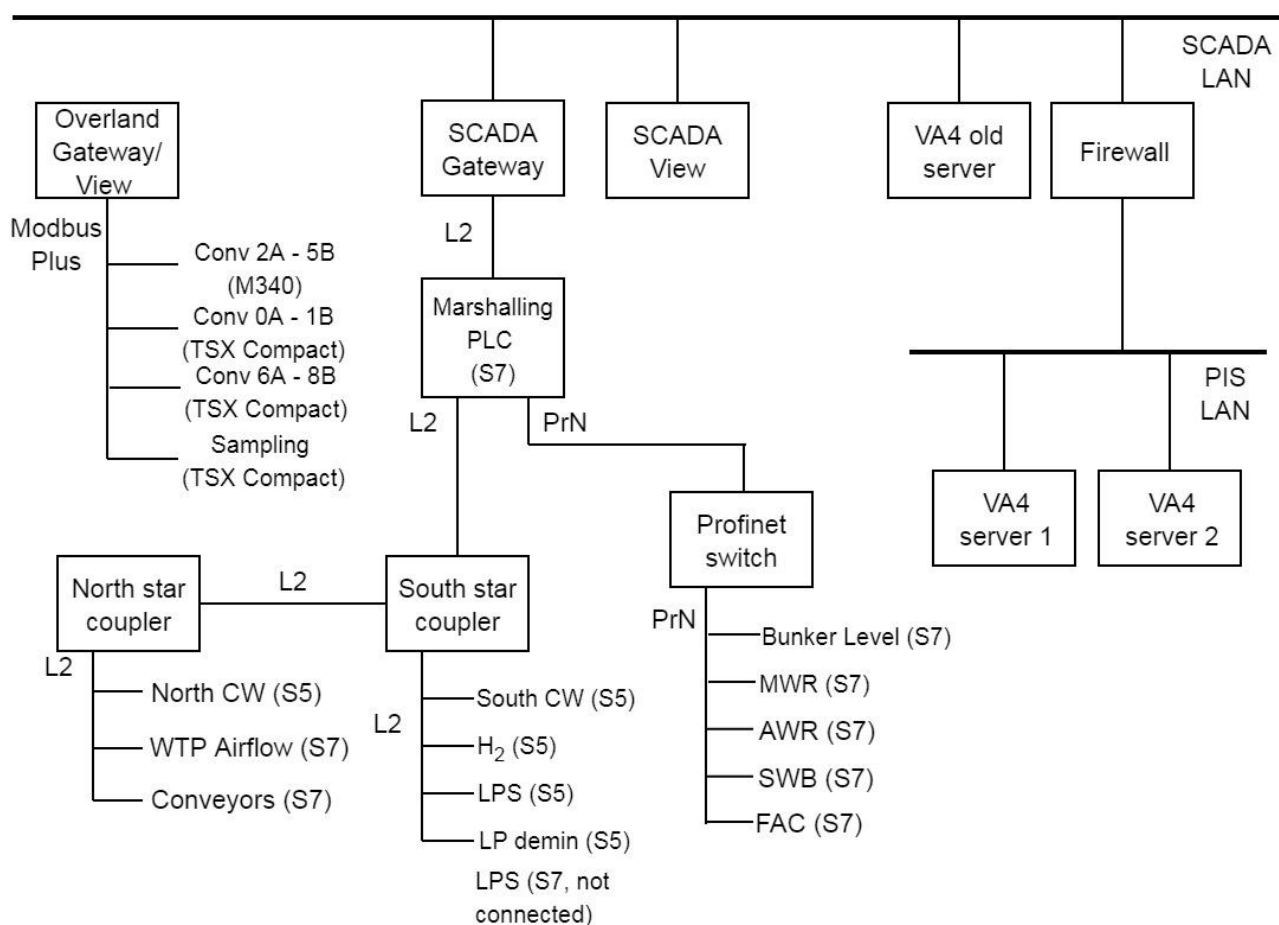 SCADA
LAN
Overland
Gateway/
View
SCADA
Gateway
SCADA
View
VA4 old
server
Firewall
Modbus
Plus
L2
Conv 2A - 5B
(M340)
Conv 0A - 1B
(TSX Compact)
Conv 6A - 8B
(TSX Compact)
Sampling
(TSX Compact)
Marshalling
PLC
(S7)
L2
PrN
PIS
LAN
VA4
server 1
VA4
server 2
Profinet
switch
North star
coupler
L2
South star
coupler
L2
North CW (S5)
WTP Airflow (S7)
Conveyors (S7)
L2
South CW (S5)
H₂ (S5)
LPS (S5)
LP demin (S5)
LPS (S7, not
connected)
PrN
Bunker Level (S7)
MWR (S7)
AWR (S7)
SWB (S7)
FAC (S7)